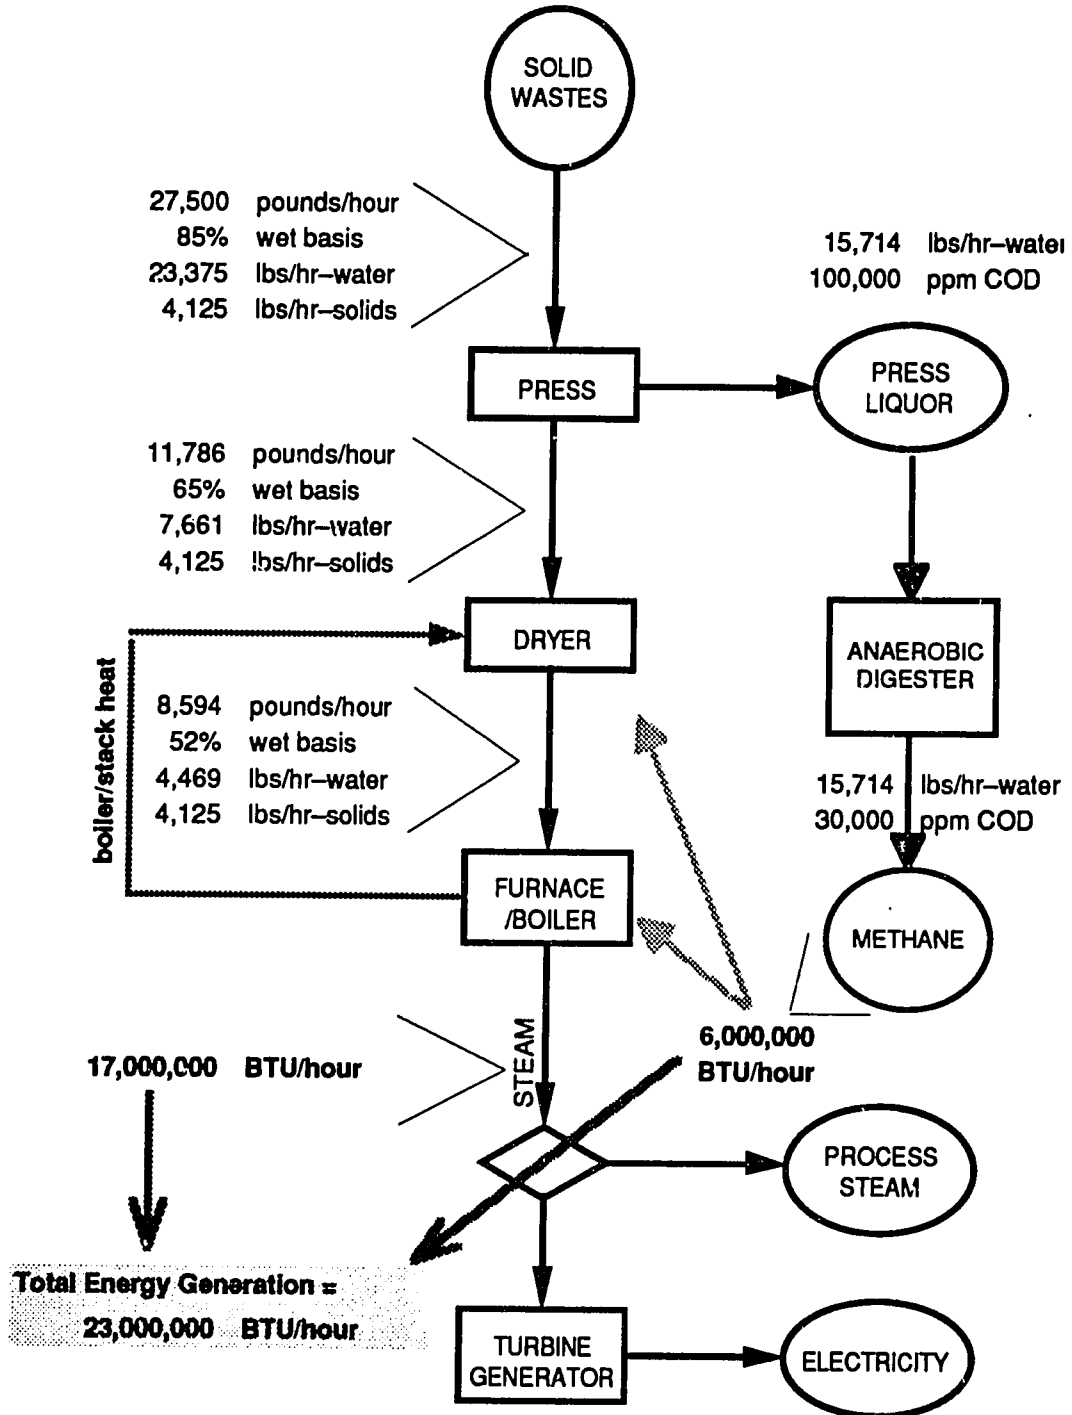 SOLID
WASTES
27,500 pounds/hour
85% wet basis
23,375 lbs/hr–water
4,125 lbs/hr–solids
15,714 lbs/hr–water
100,000 ppm COD
PRESS
PRESS
LIQUOR
11,786 pounds/hour
65% wet basis
7,661 lbs/hr–water
4,125 lbs/hr–solids
DRYER
ANAEROBIC
DIGESTER
boiler/stack heat
8,594 pounds/hour
52% wet basis
4,469 lbs/hr–water
4,125 lbs/hr–solids
15,714 lbs/hr–water
30,000 ppm COD
FURNACE
/BOILER
METHANE
STEAM
17,000,000 BTU/hour
6,000,000
BTU/hour
PROCESS
STEAM
Total Energy Generation =
23,000,000 BTU/hour
TURBINE
GENERATOR
ELECTRICITY